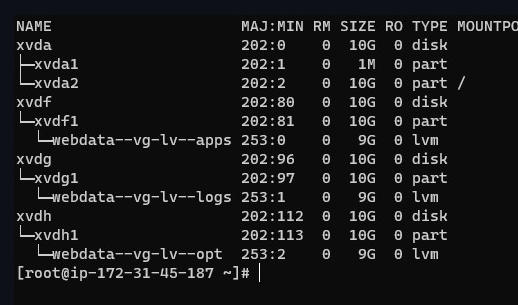 NAME                      MAJ:MIN RM SIZE RO TYPE MOUNTPO
xvda                      202:0    0  10G  0 disk
├─xvda1                   202:1    0   1M  0 part
└─xvda2                   202:2    0  10G  0 part /
xvdf                      202:80   0  10G  0 disk
└─xvdf1                   202:81   0  10G  0 part
  └─webdata--vg-lv--apps  253:0    0   9G  0 lvm
xvdg                      202:96   0  10G  0 disk
└─xvdg1                   202:97   0  10G  0 part
  └─webdata--vg-lv--logs  253:1    0   9G  0 lvm
xvdh                      202:112  0  10G  0 disk
└─xvdh1                   202:113  0  10G  0 part
  └─webdata--vg-lv--opt   253:2    0   9G  0 lvm
[root@ip-172-31-45-187 ~]#